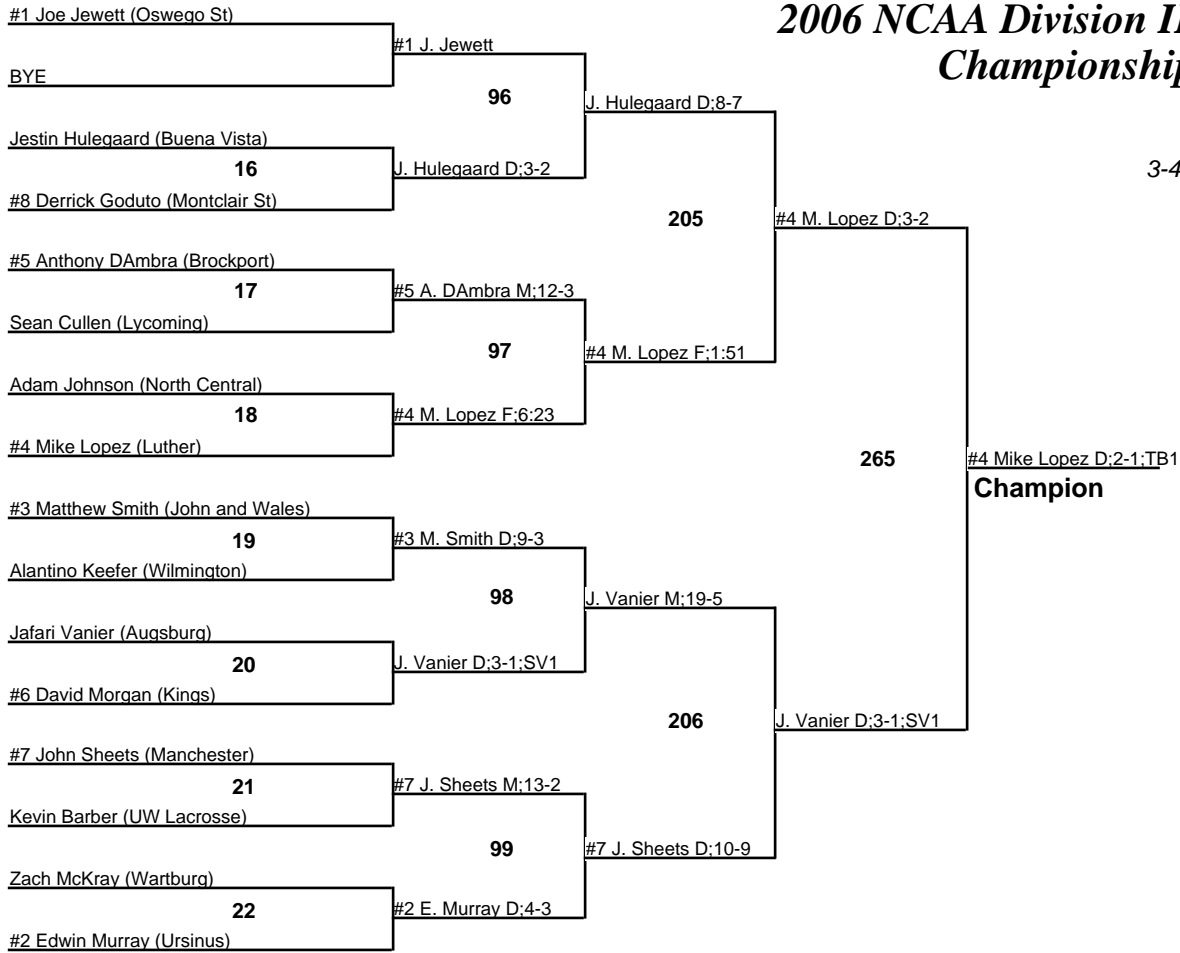 2006 NCAA Division II
Championship
3-4
#1 Joe Jewett (Oswego St)
BYE
Jestin Hulegaard (Buena Vista)
16
#8 Derrick Goduto (Montclair St)
#5 Anthony DAmbra (Brockport)
17
Sean Cullen (Lycoming)
Adam Johnson (North Central)
18
#4 Mike Lopez (Luther)
#3 Matthew Smith (John and Wales)
19
Alantino Keefer (Wilmington)
Jafari Vanier (Augsburg)
20
#6 David Morgan (Kings)
#7 John Sheets (Manchester)
21
Kevin Barber (UW Lacrosse)
Zach McKray (Wartburg)
22
#2 Edwin Murray (Ursinus)
#1 J. Jewett
96
J. Hulegaard D;3-2
#5 A. DAmbra M;12-3
97
#4 M. Lopez F;6:23
#3 M. Smith D;9-3
98
J. Vanier D;3-1;SV1
#7 J. Sheets M;13-2
99
#2 E. Murray D;4-3
J. Hulegaard D;8-7
205
#4 M. Lopez F;1:51
J. Vanier M;19-5
206
#7 J. Sheets D;10-9
#4 M. Lopez D;3-2
265
J. Vanier D;3-1;SV1
#4 Mike Lopez D;2-1;TB1
Champion